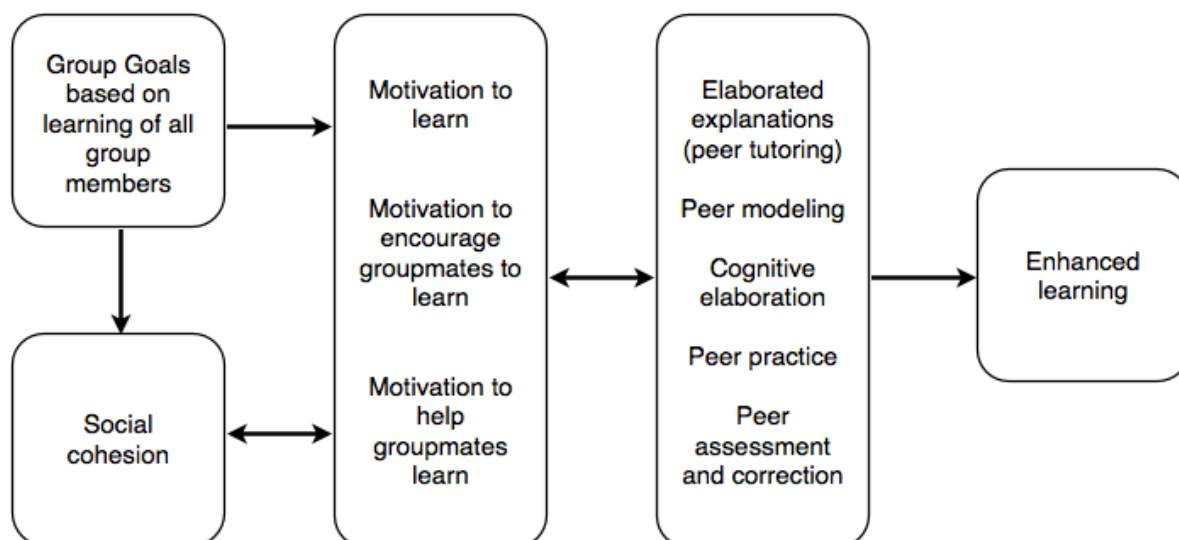 Group Goals
based on
learning of all
group
members
Social
cohesion
Motivation to
learn
Motivation to
encourage
groupmates to
learn
Motivation to
help
groupmates
learn
Elaborated
explanations
(peer tutoring)
Peer modeling
Cognitive
elaboration
Peer practice
Peer
assessment
and correction
Enhanced
learning